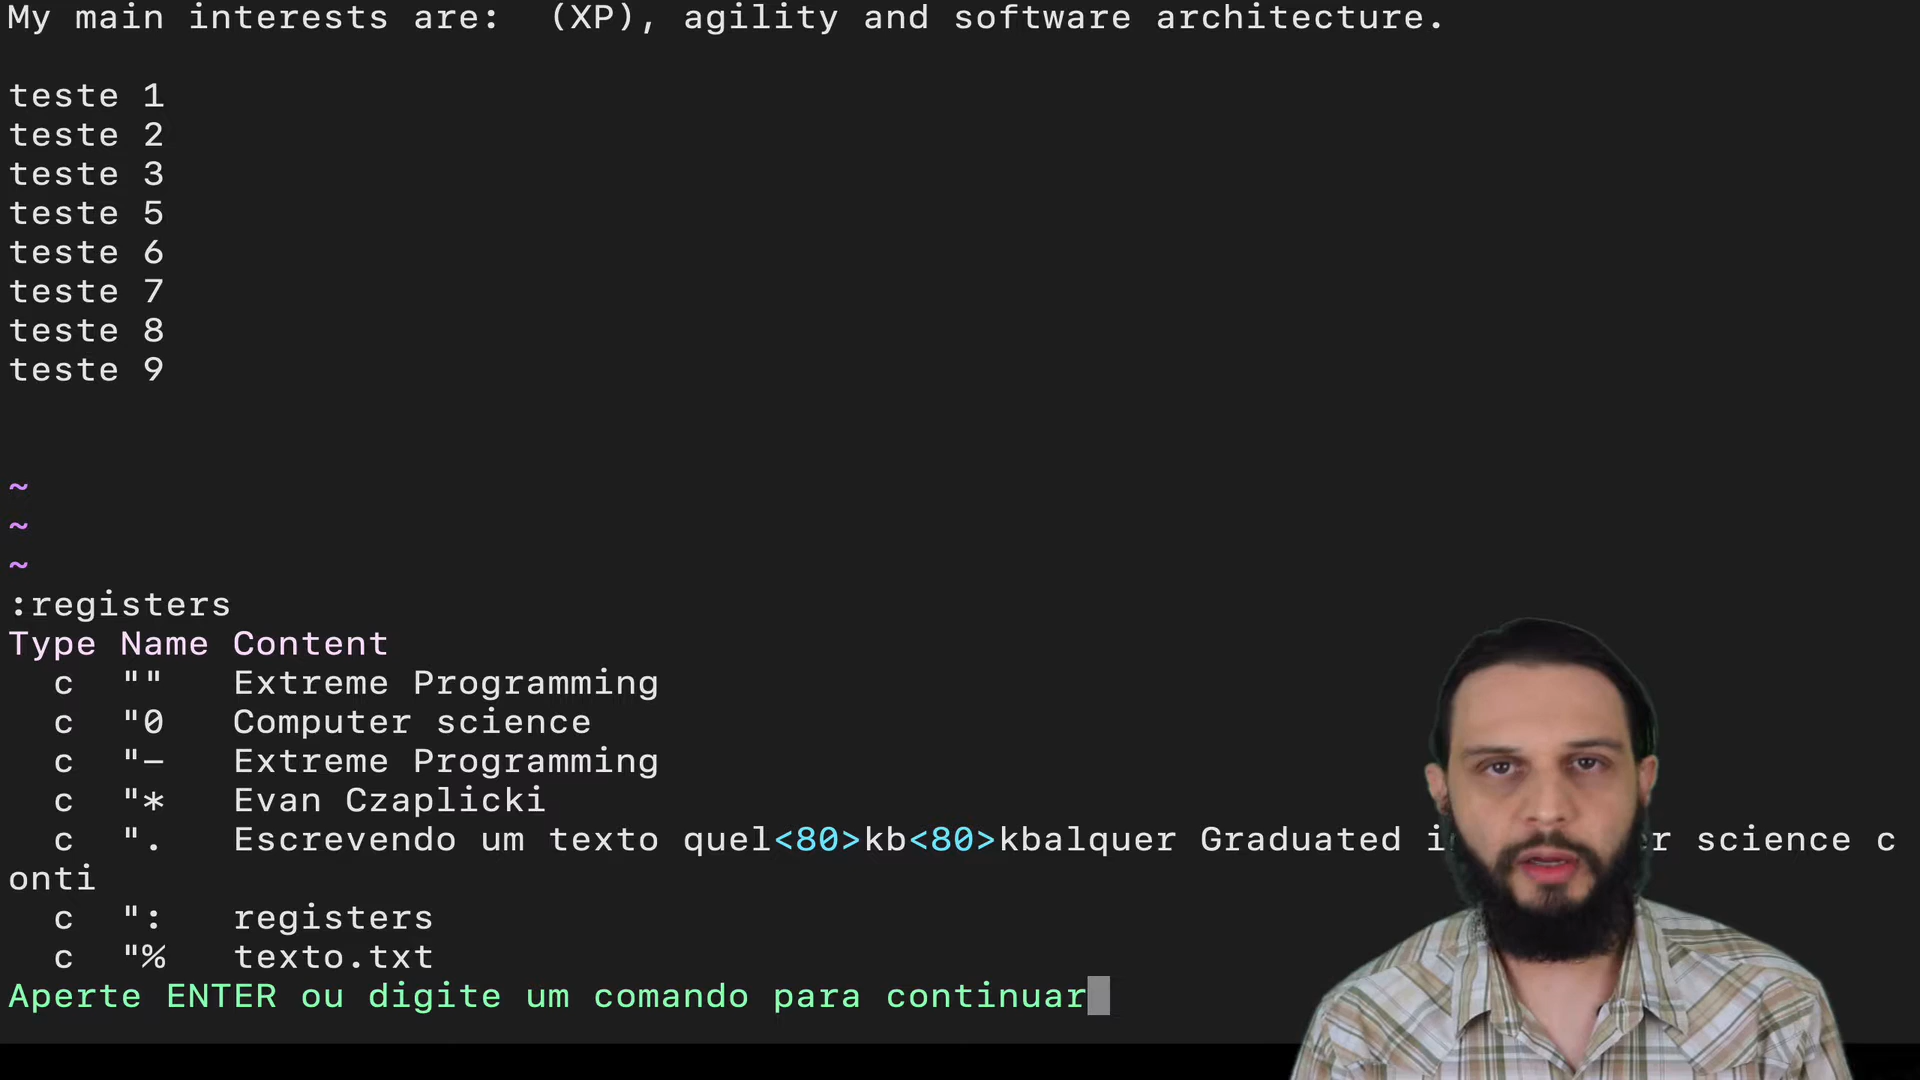 My main interests are:  (XP), agility and software architecture.
teste 1
teste 2
teste 3
teste 5
teste 6
teste 7
teste 8
teste 9
~
~
~
:registers
Type Name Content
c  ""  Extreme Programming
c  "0  Computer science
c  "-  Extreme Programming
c  "*  Evan Czaplicki
c  ".  Escrevendo um texto quel<80>kb<80>kbalquer Graduated science c
onti
c  ":  registers
c  "%  texto.txt
Aperte ENTER ou digite um comando para continuar